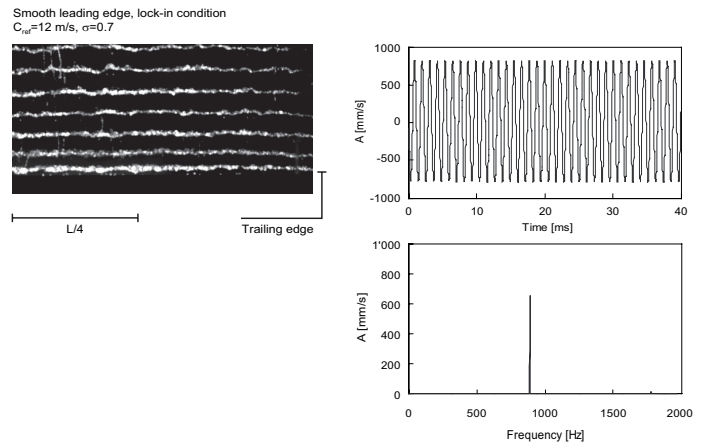 Smooth leading edge, lock-in condition
Cref=12 m/s, σ=0.7
L/4
Trailing edge
1000
500
0
-500
-1000
A [mm/s]
0 10 20 30 40
Time [ms]
1'000
800
600
400
200
0
A [mm/s]
0 500 1000 1500 2000
Frequency [Hz]